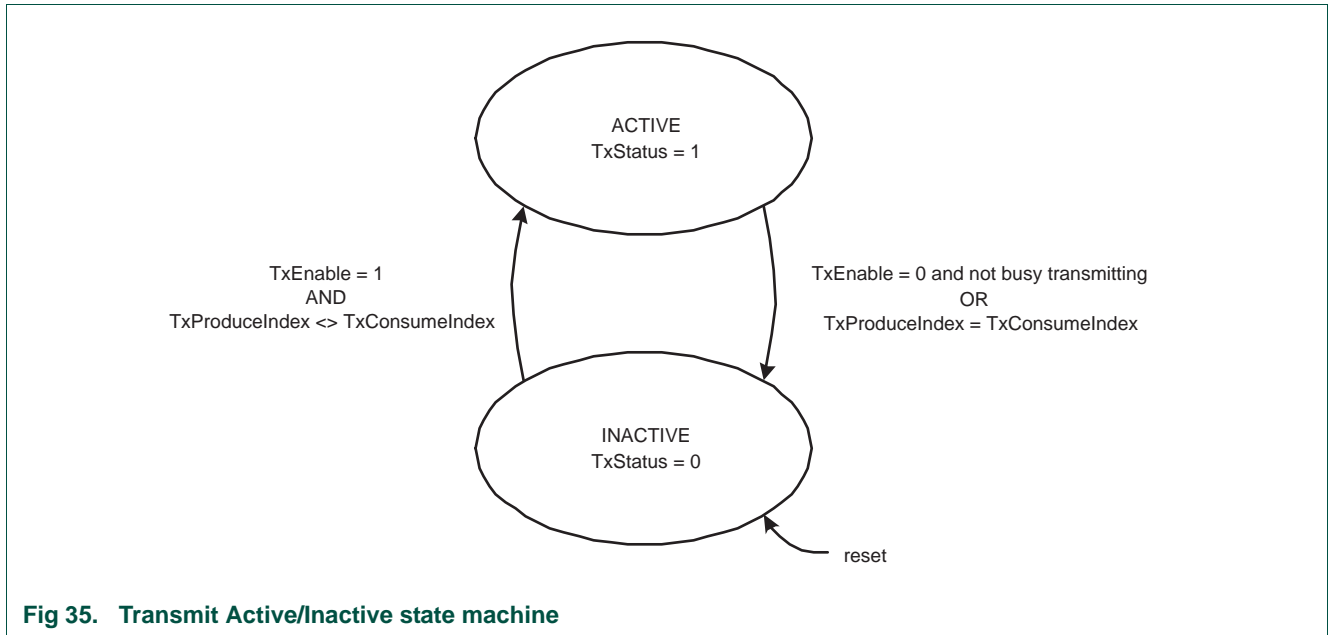 ACTIVE
TxStatus = 1
TxEnable = 1
AND
TxProduceIndex <> TxConsumeIndex
TxEnable = 0 and not busy transmitting
OR
TxProduceIndex = TxConsumeIndex
INACTIVE
TxStatus = 0
reset
Fig 35. Transmit Active/Inactive state machine